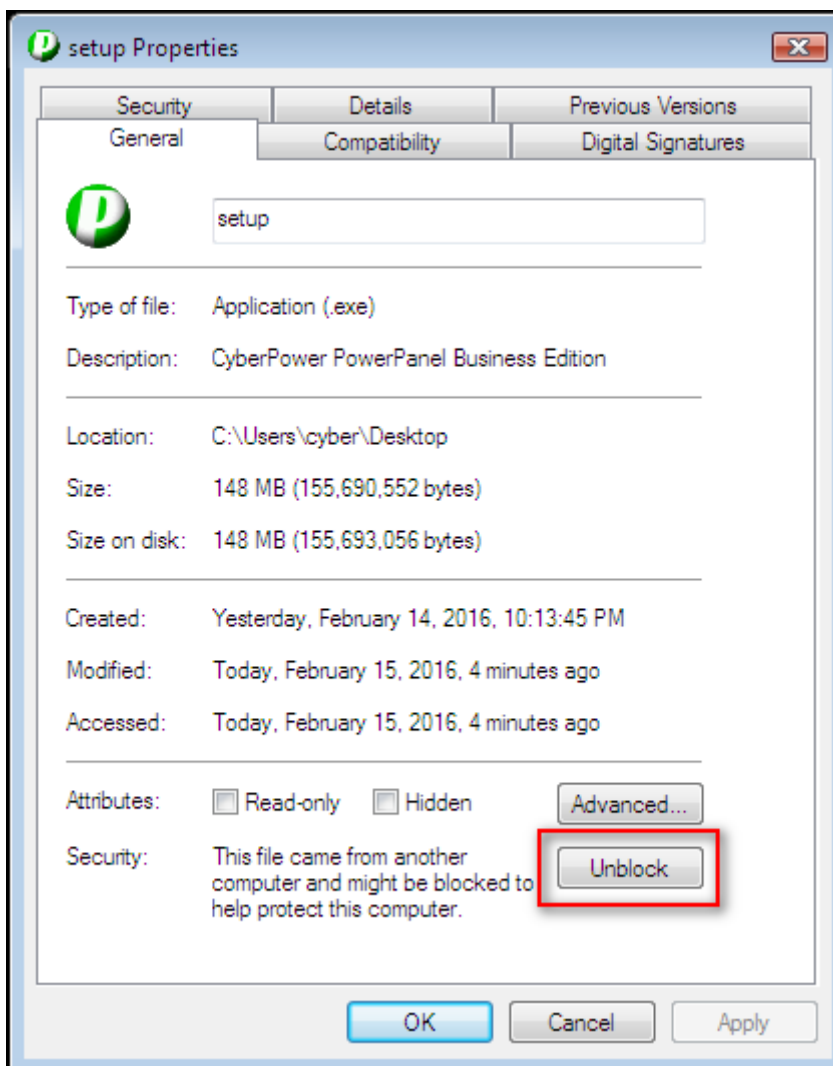 setup Properties
Security Details Previous Versions
General Compatibility Digital Signatures
setup
Type of file: Application (.exe)
Description: CyberPower PowerPanel Business Edition
Location: C:\Users\cyber\Desktop
Size: 148 MB (155,690,552 bytes)
Size on disk: 148 MB (155,693,056 bytes)
Created: Yesterday, February 14, 2016, 10:13:45 PM
Modified: Today, February 15, 2016, 4 minutes ago
Accessed: Today, February 15, 2016, 4 minutes ago
Attributes: Read-only Hidden Advanced...
Security: This file came from another
computer and might be blocked to
help protect this computer.
Unblock
OK Cancel Apply